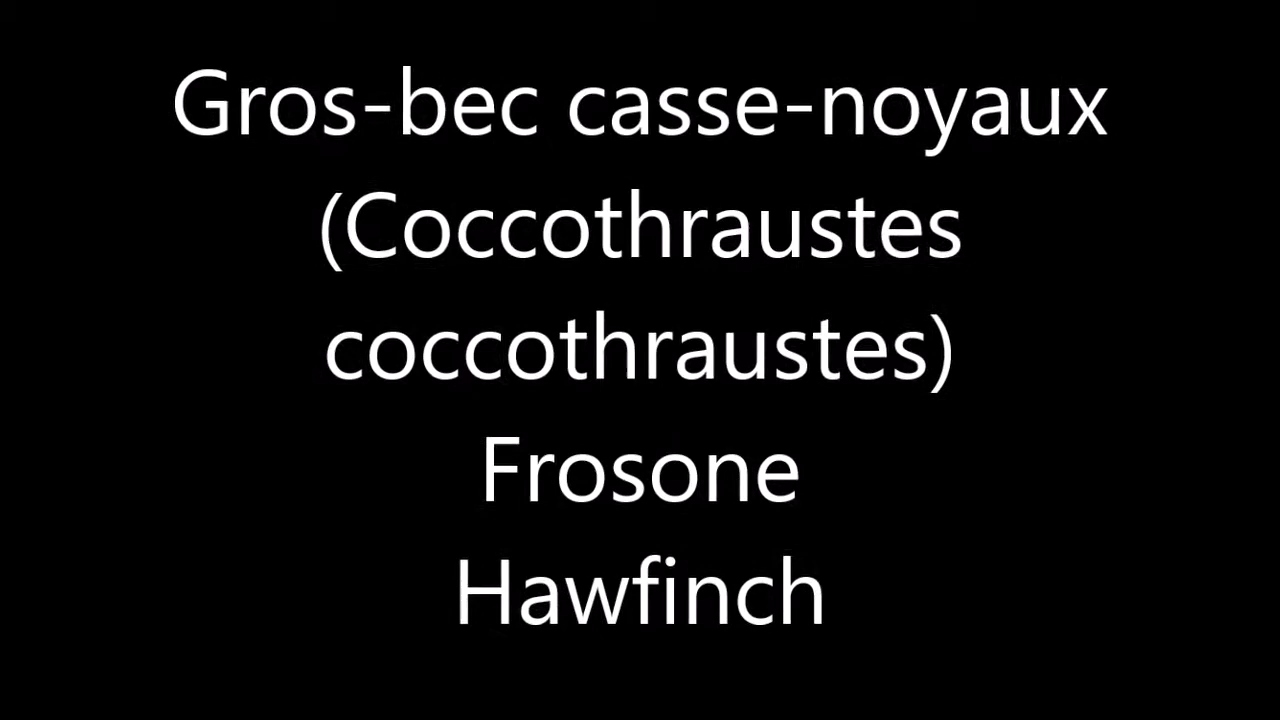 Gros-bec casse-noyaux
(Coccothraustes
coccothraustes)
Frosone
Hawfinch